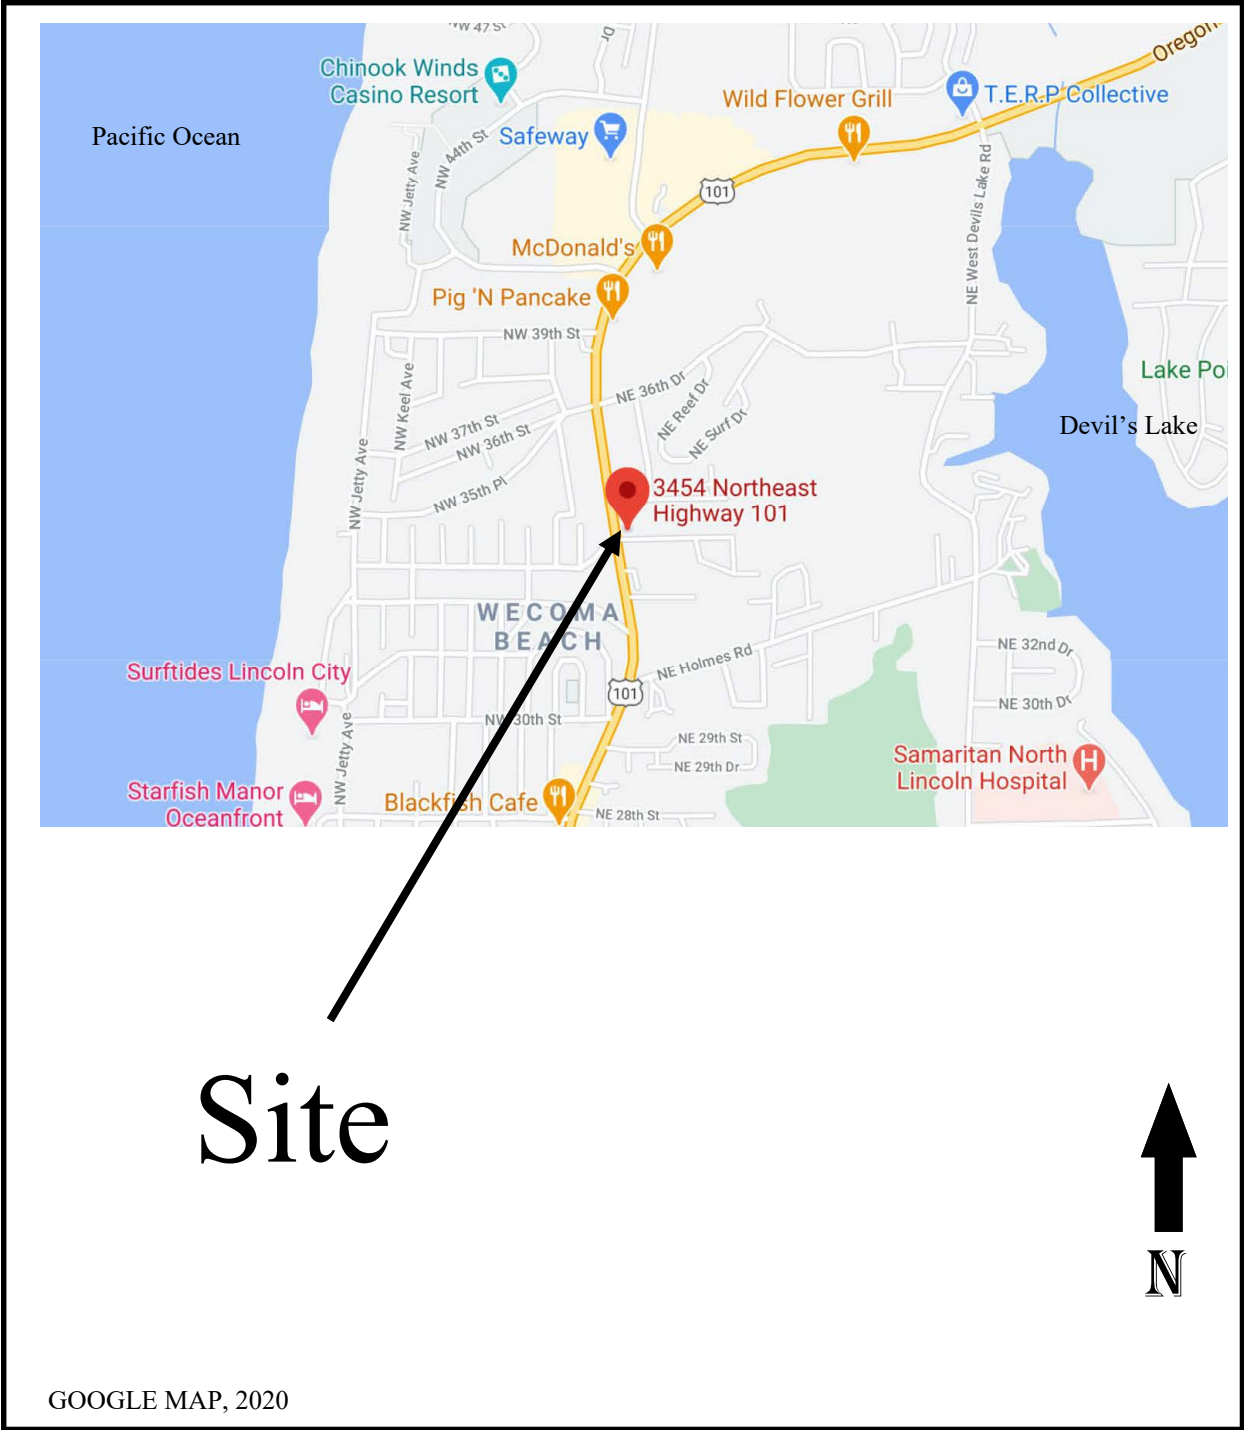 NW 47 St
Dr
Oregon
Chinook Winds
Casino Resort
Wild Flower Grill
T.E.R.P Collective
Pacific Ocean
Safeway
NW 44th St
NW Jetty Ave
NE West Devils Lake Rd
101
McDonald's
Pig 'N Pancake
NW 39th St
Lake Poi
NE 36th Dr
NW Keel Ave
NE Reef Dr
NE Surf Dr
Devil's Lake
NW 37th St
NW 36th St
NW Jetty Ave
NW 35th Pl
3454 Northeast
Highway 101
WECOMA
BEACH
NE Holmes Rd
NE 32nd Dr
Surftides Lincoln City
101
NE 30th Dr
NW 30th St
NW Jetty Ave
NE 29th St
NE 29th Dr
Samaritan North
Lincoln Hospital
Starfish Manor
Oceanfront
Blackfish Cafe
NE 28th St
Site
N
GOOGLE MAP, 2020